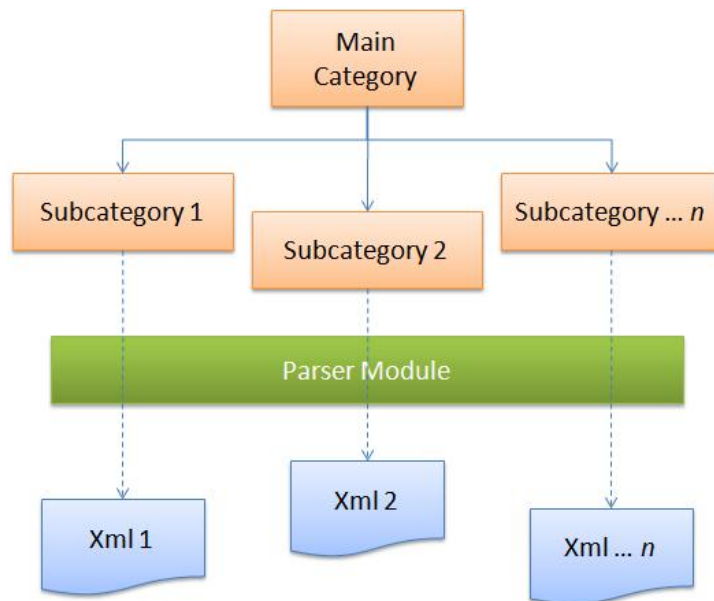 Main
Category
Subcategory 1
Subcategory 2
Subcategory ... n
Parser Module
Xml 1
Xml 2
Xml ... n